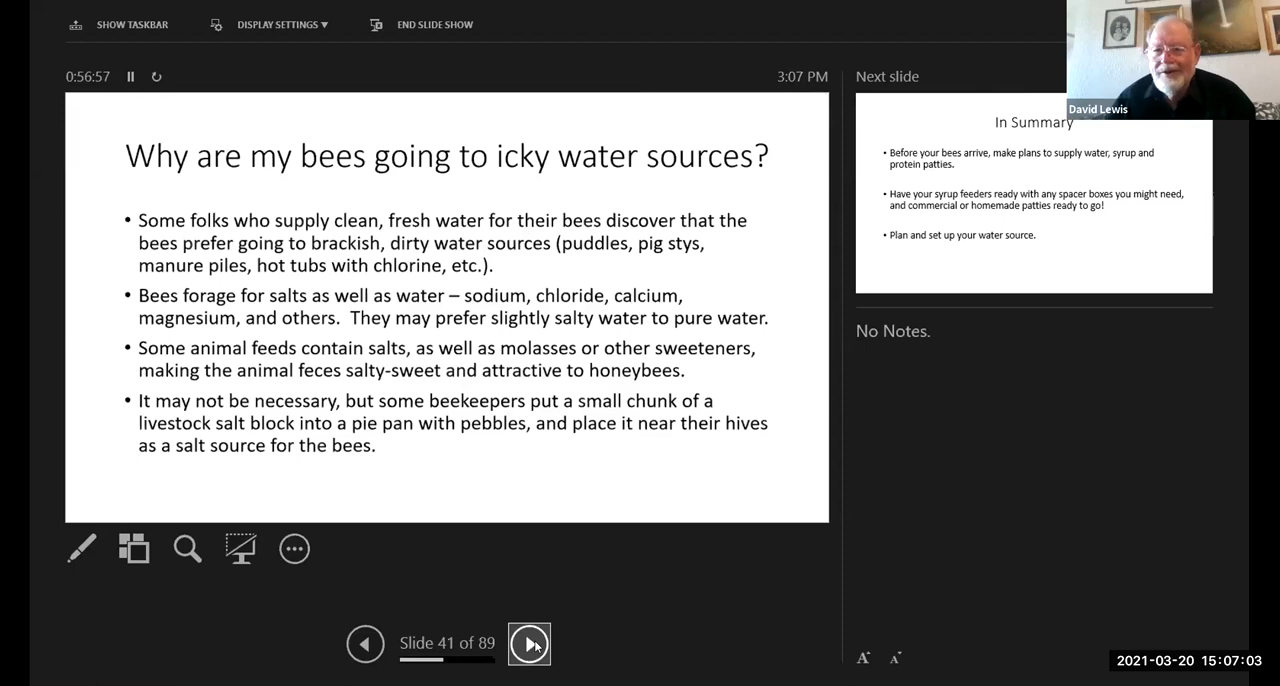 SHOW TASKBAR
DISPLAY SETTINGS ▼
END SLIDE SHOW
0:56:57
3:07 PM
Next slide
David Lewis
Why are my bees going to icky water sources?
• Some folks who supply clean, fresh water for their bees discover that the
bees prefer going to brackish, dirty water sources (puddles, pig stys,
manure piles, hot tubs with chlorine, etc.).
• Bees forage for salts as well as water – sodium, chloride, calcium,
magnesium, and others.  They may prefer slightly salty water to pure water.
• Some animal feeds contain salts, as well as molasses or other sweeteners,
making the animal feces salty-sweet and attractive to honeybees.
• It may not be necessary, but some beekeepers put a small chunk of a
livestock salt block into a pie pan with pebbles, and place it near their hives
as a salt source for the bees.
In Summary
• Before your bees arrive, make plans to supply water, syrup and
protein patties.
• Have your syrup feeders ready with any spacer boxes you might need,
and commercial or homemade patties ready to go!
• Plan and set up your water source.
No Notes.
Slide 41 of 89
A A
2021-03-20 15:07:03